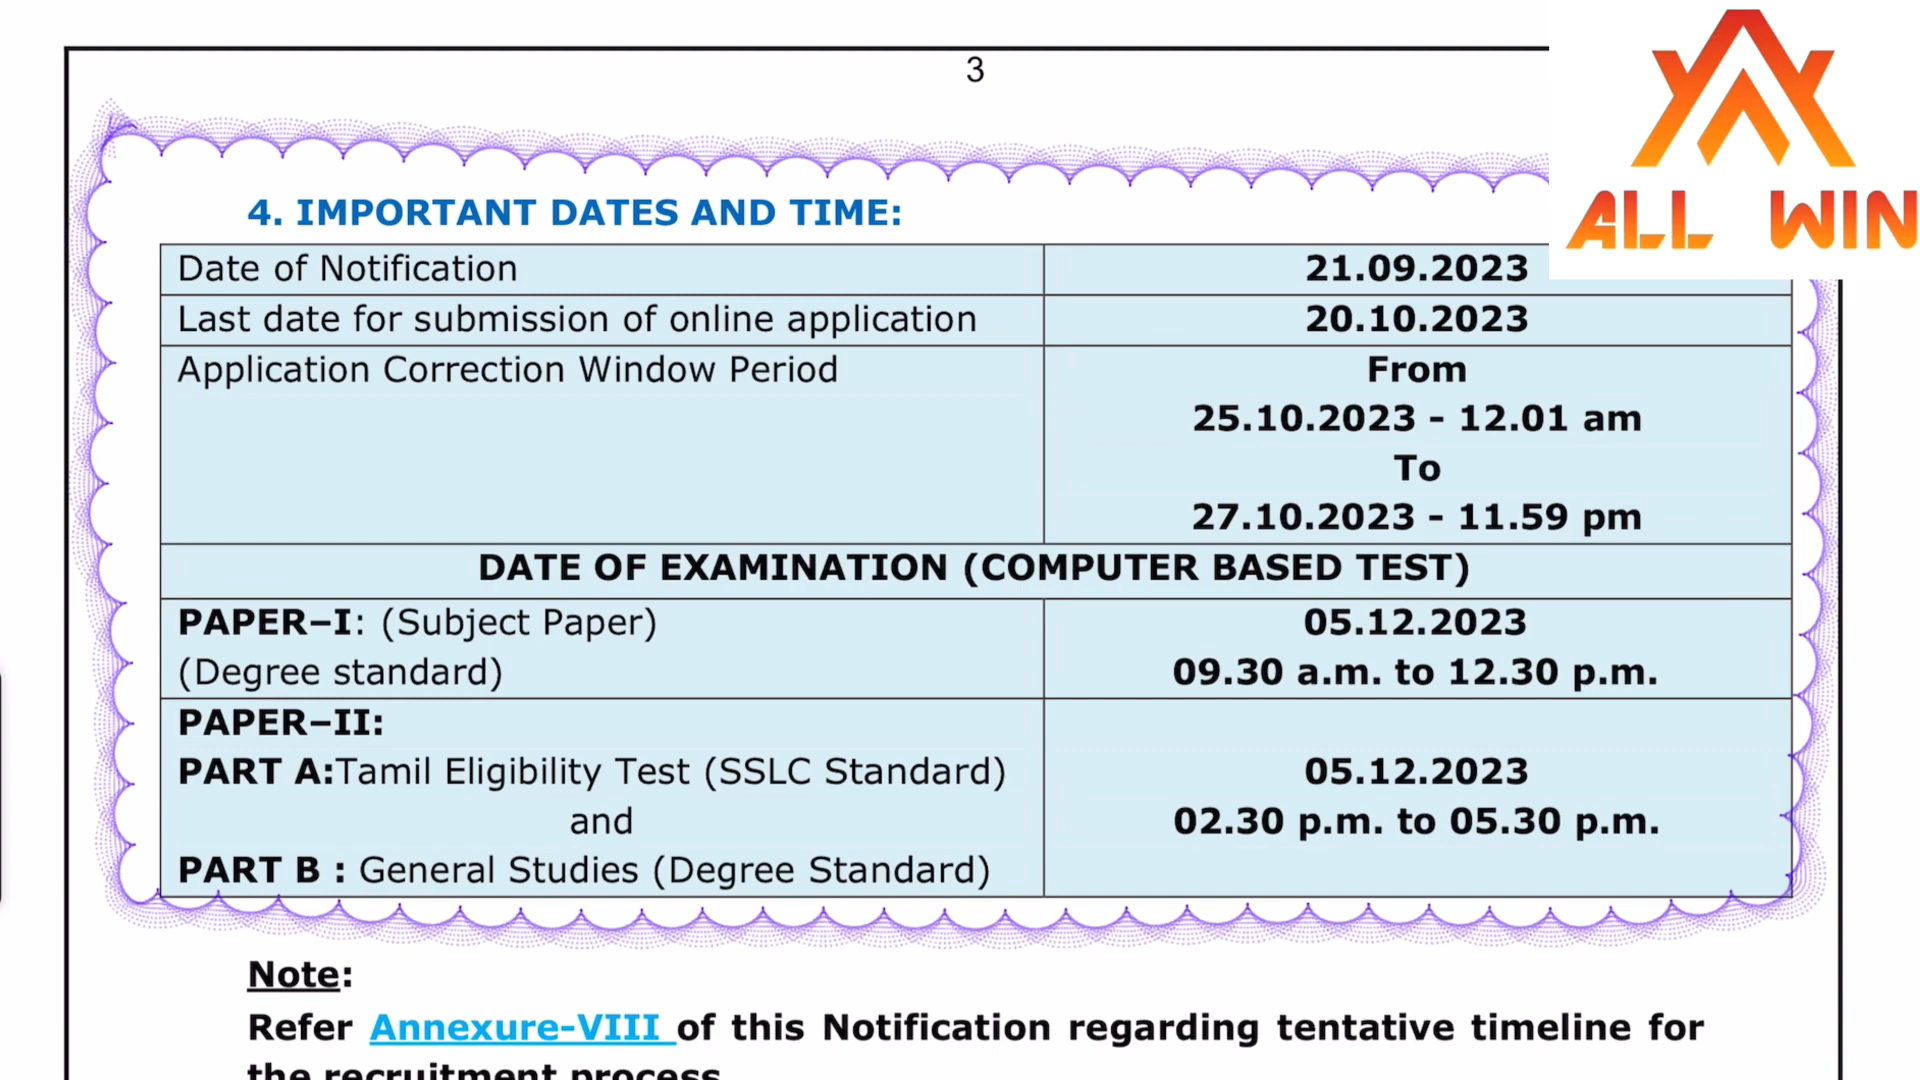 3
ALL WIN
4. IMPORTANT DATES AND TIME:
Date of Notification 21.09.2023
Last date for submission of online application 20.10.2023
Application Correction Window Period From
25.10.2023 - 12.01 am
To
27.10.2023 - 11.59 pm
DATE OF EXAMINATION (COMPUTER BASED TEST)
PAPER–I: (Subject Paper) 05.12.2023
(Degree standard) 09.30 a.m. to 12.30 p.m.
PAPER–II:
PART A:Tamil Eligibility Test (SSLC Standard) 05.12.2023
and 02.30 p.m. to 05.30 p.m.
PART B : General Studies (Degree Standard)
Note:
Refer Annexure-VIII of this Notification regarding tentative timeline for
the recruitment process